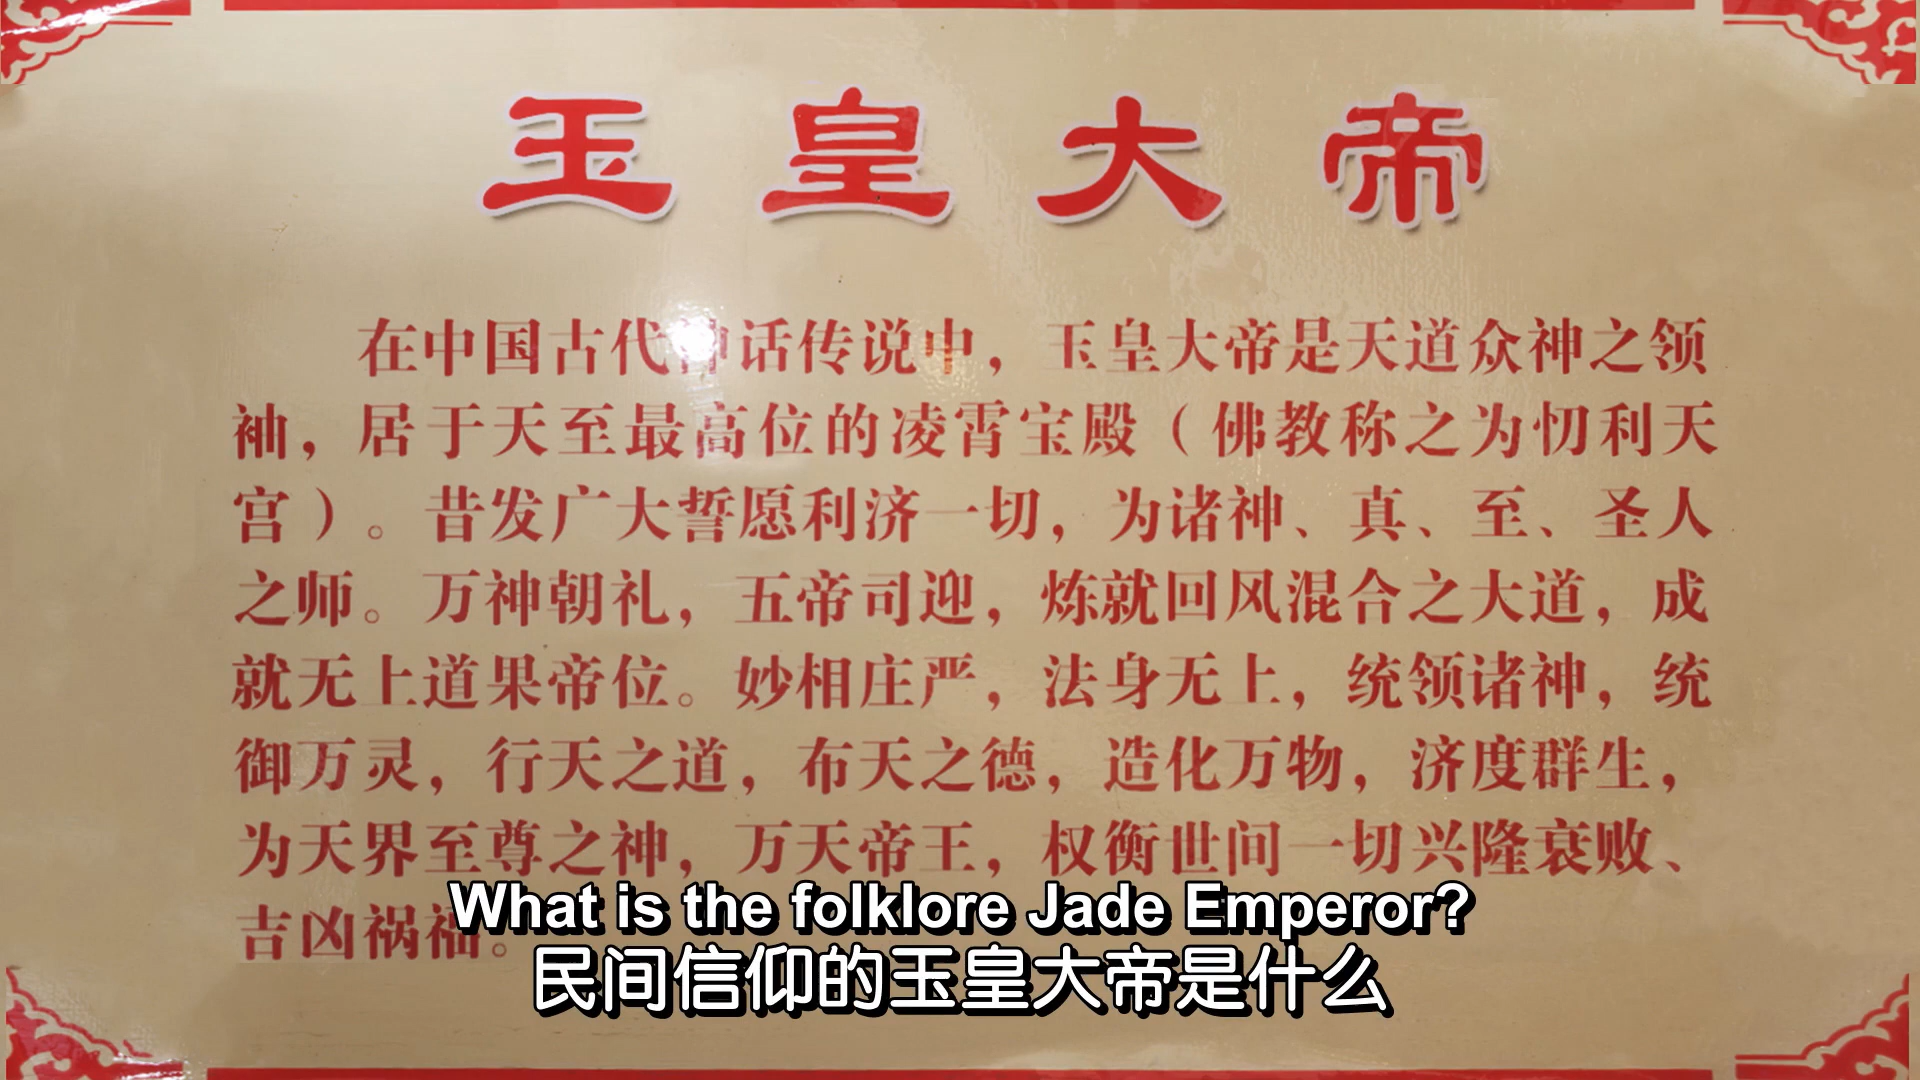 玉皇大帝
在中国古代神话传说中，玉皇大帝是天道众神之领
袖，居于天至最高位的凌霄宝殿（佛教称之为忉利天
宫）。昔发广大誓愿利济一切，为诸神、真、至、圣人
之师。万神朝礼，五帝司迎，炼就回风混合之大道，成
就无上道果帝位。妙相庄严，法身无上，统领诸神，统
御万灵，行天之道，布天之德，造化万物，济度群生，
为天界至尊之神，万天帝王，权衡世间一切兴隆衰败、
吉凶祸福。
What is the folklore Jade Emperor?
民间信仰的玉皇大帝是什么